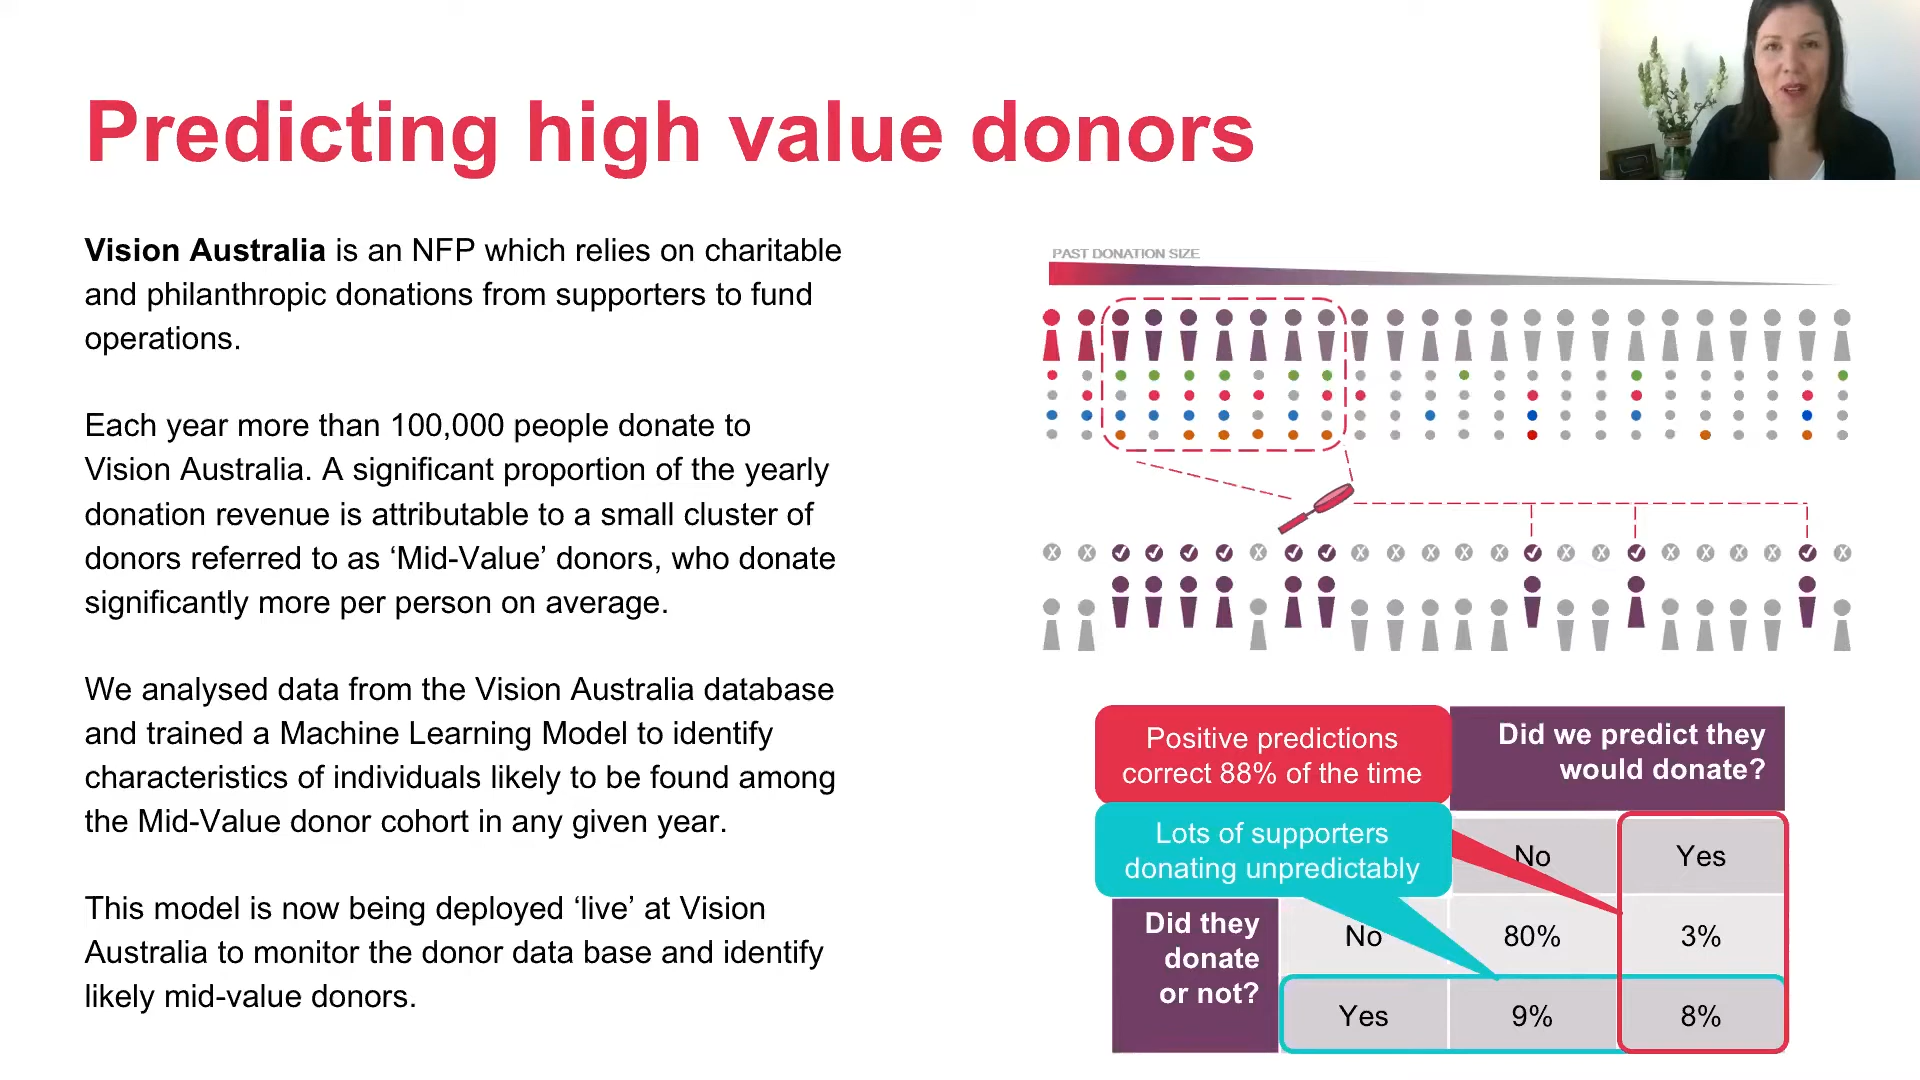 Predicting high value donors
Vision Australia is an NFP which relies on charitable
and philanthropic donations from supporters to fund
operations.
Each year more than 100,000 people donate to
Vision Australia. A significant proportion of the yearly
donation revenue is attributable to a small cluster of
donors referred to as ‘Mid-Value’ donors, who donate
significantly more per person on average.
We analysed data from the Vision Australia database
and trained a Machine Learning Model to identify
characteristics of individuals likely to be found among
the Mid-Value donor cohort in any given year.
This model is now being deployed ‘live’ at Vision
Australia to monitor the donor data base and identify
likely mid-value donors.
PAST DONATION SIZE
Positive predictions
correct 88% of the time
Did we predict they
would donate?
Lots of supporters
donating unpredictably
No Yes
Did they
donate
or not?
No 80% 3%
Yes 9% 8%